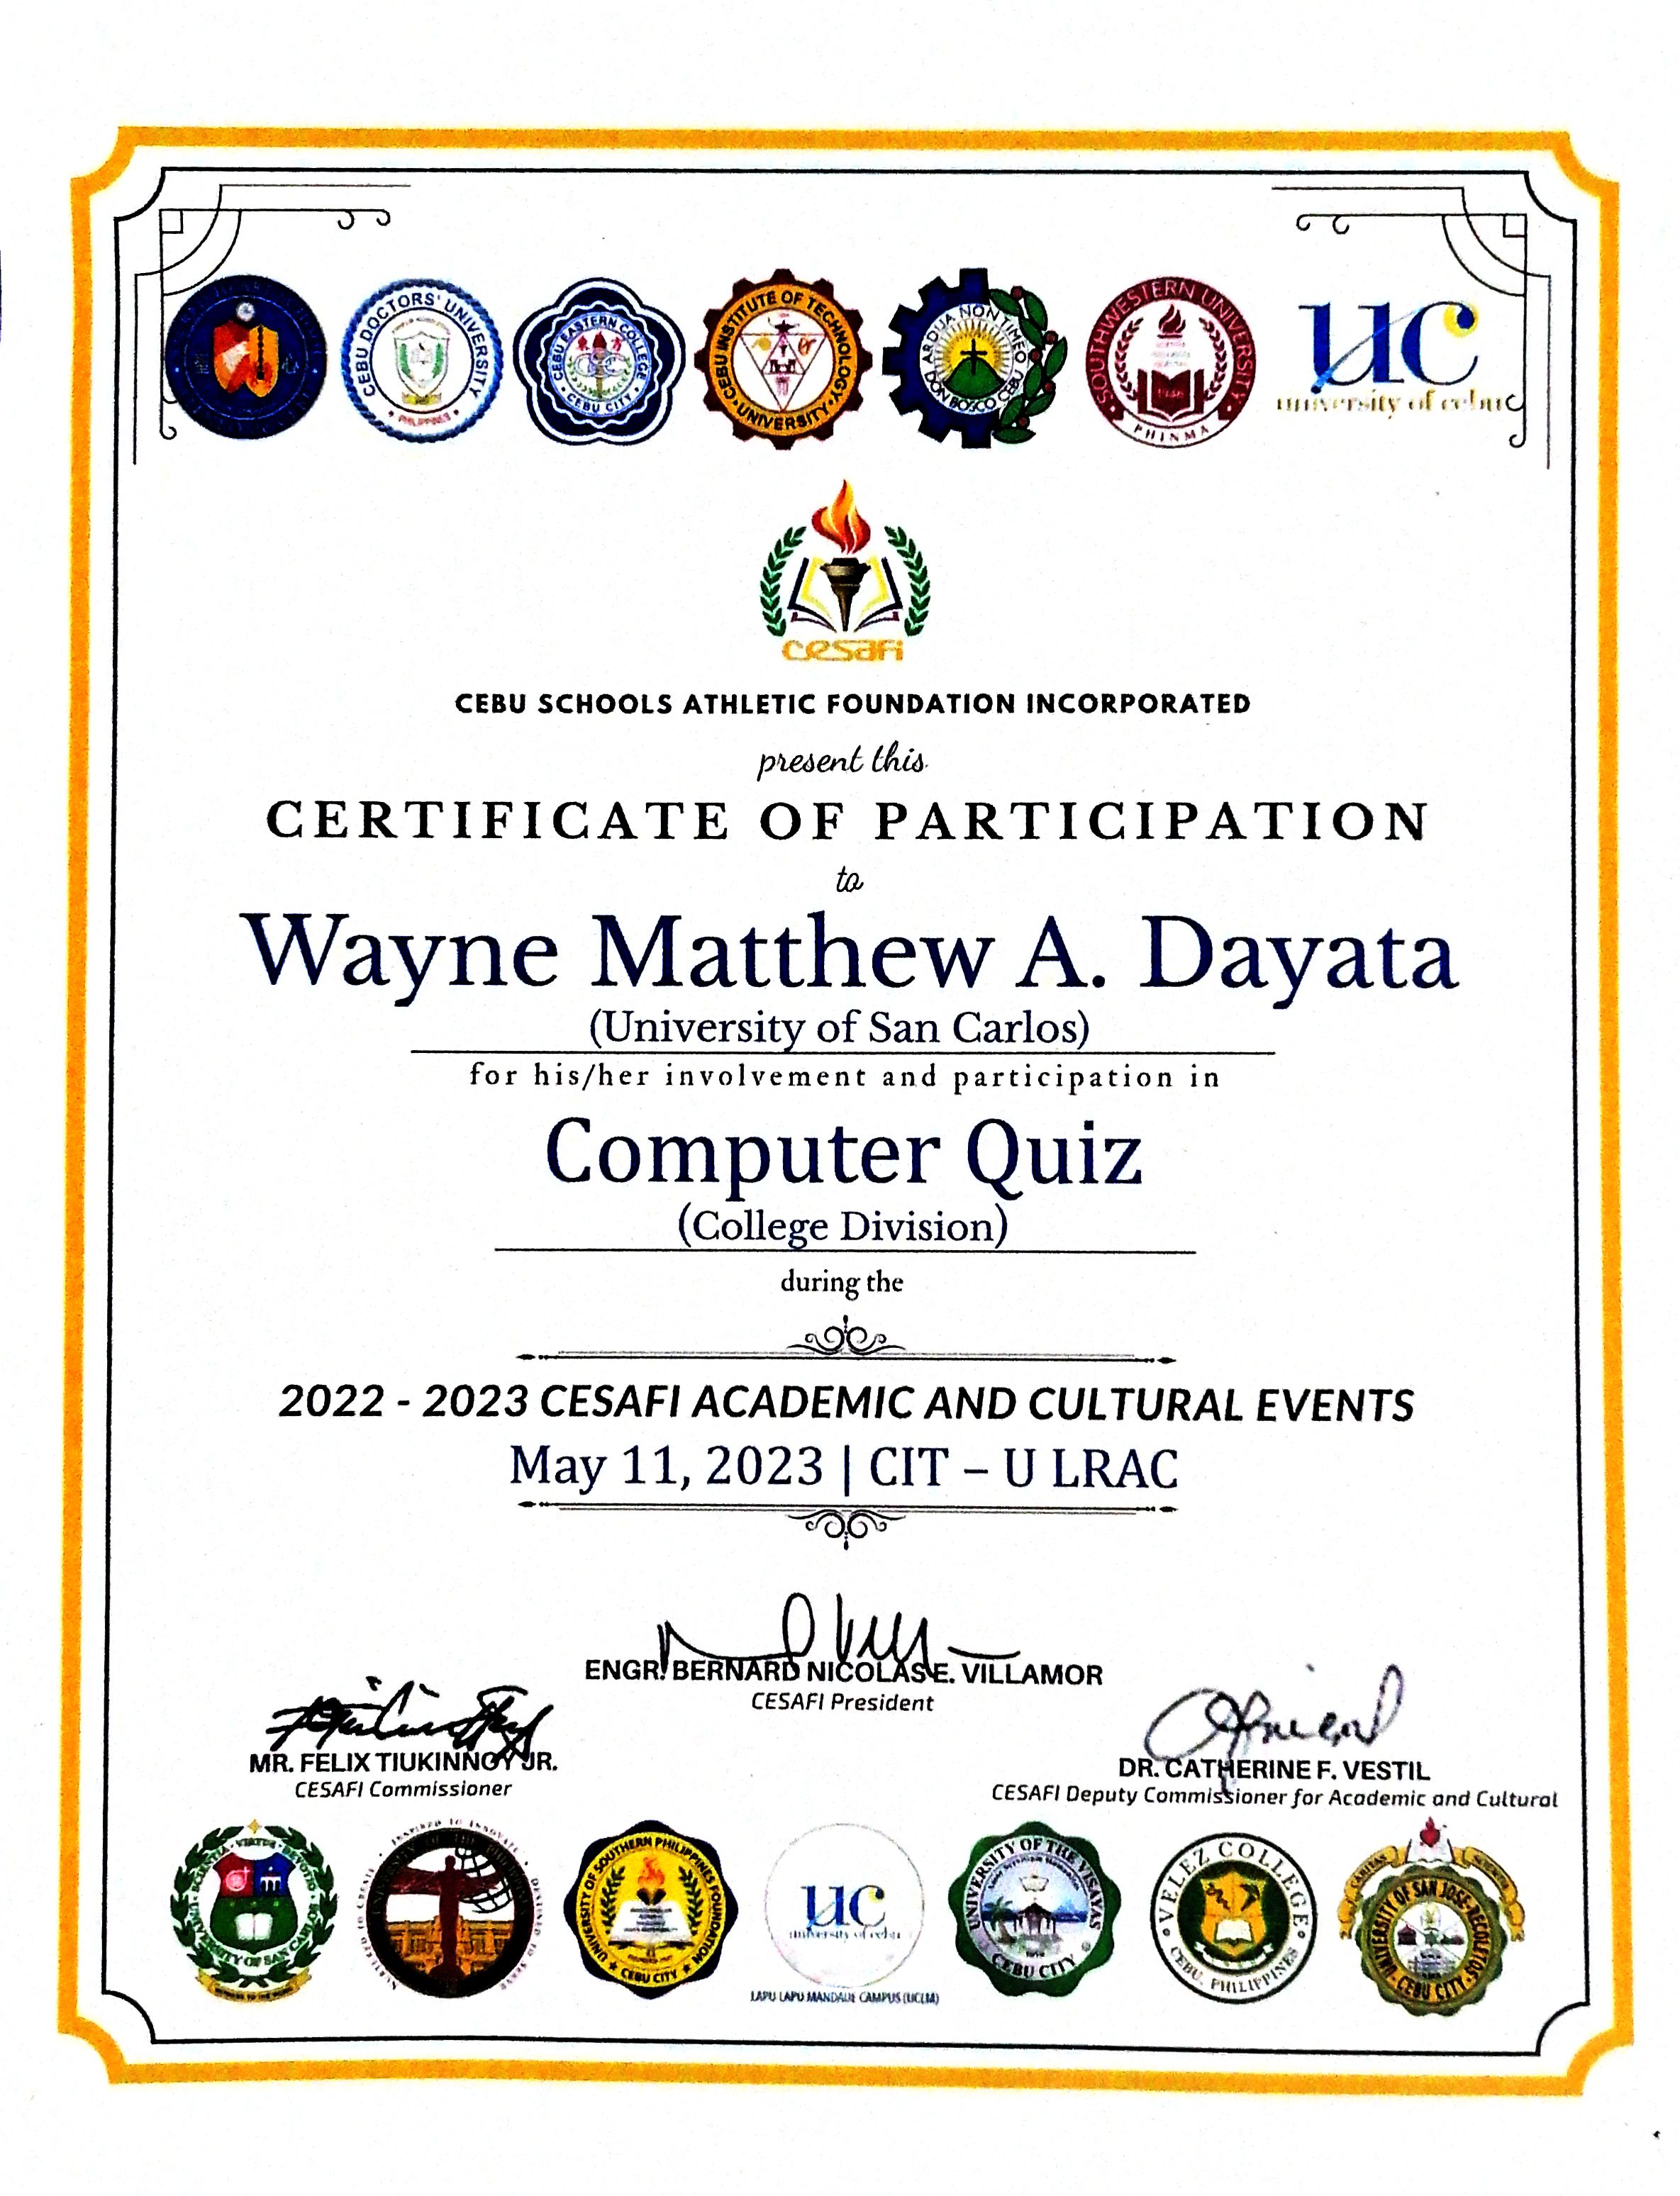 CEBU DOCTORS' UNIVERSITY
PHILIPPINES
CEBU EASTERN COLLEGE
CEBU CITY
CEBU INSTITUTE OF TECHNOLOGY
UNIVERSITY
ARDUA NON TIMEO
DON BOSCO CEBU
SOUTHWESTERN UNIVERSITY
PHINMA
uc
university of cebu
cesafi
CEBU SCHOOLS ATHLETIC FOUNDATION INCORPORATED
present this
CERTIFICATE OF PARTICIPATION
to
Wayne Matthew A. Dayata
(University of San Carlos)
for his/her involvement and participation in
Computer Quiz
(College Division)
during the
2022 - 2023 CESAFI ACADEMIC AND CULTURAL EVENTS
May 11, 2023 | CIT – U LRAC
ENGR. BERNARD NICOLAS E. VILLAMOR
CESAFI President
MR. FELIX TIUKINHOY JR.
CESAFI Commissioner
DR. CATHERINE F. VESTIL
CESAFI Deputy Commissioner for Academic and Cultural
UNIVERSITY OF SAN CARLOS
UNIVERSITY OF SOUTHERN PHILIPPINES FOUNDATION
CEBU CITY
uc
university of cebu
LAPU LAPU MANDAUE CAMPUS (UCLM)
UNIVERSITY OF THE VISAYAS
CEBU CITY
VELEZ COLLEGE
CEBU, PHILIPPINES
CARITAS
UNIVERSITY OF SAN JOSE-RECOLETOS
CEBU CITY